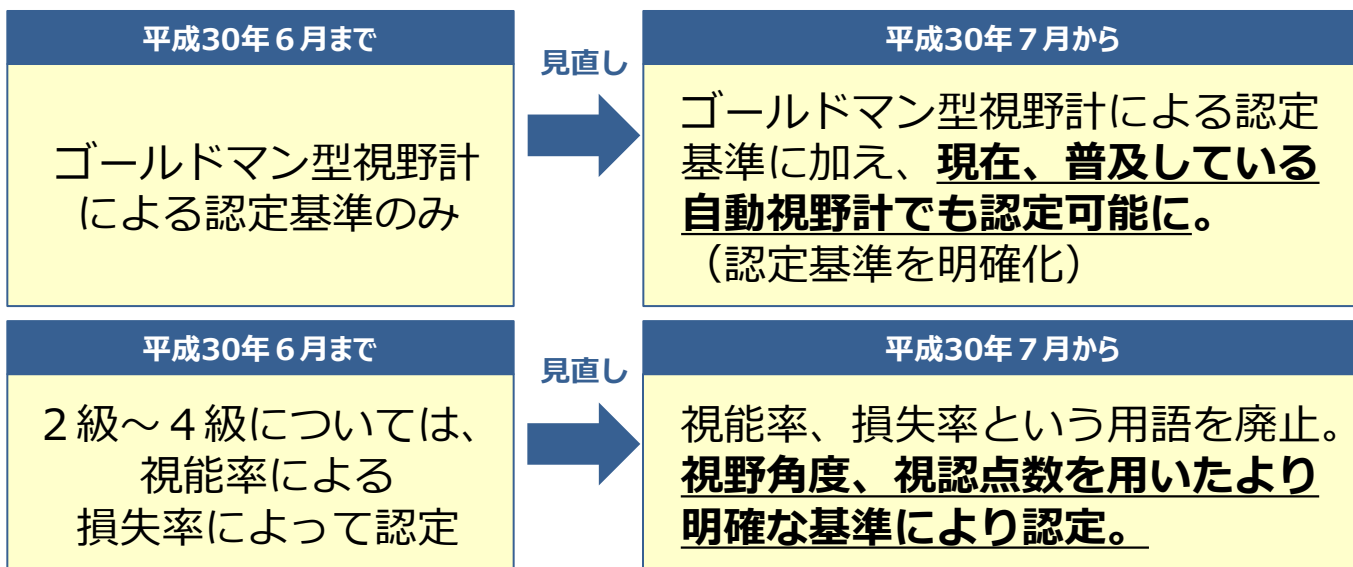 平成30年６月まで
見直し
平成30年７月から
ゴールドマン型視野計
による認定基準のみ
ゴールドマン型視野計による認定
基準に加え、現在、普及している
自動視野計でも認定可能に。
（認定基準を明確化）
平成30年６月まで
見直し
平成30年７月から
２級～４級については、
視能率による
損失率によって認定
視能率、損失率という用語を廃止。
視野角度、視認点数を用いたより
明確な基準により認定。